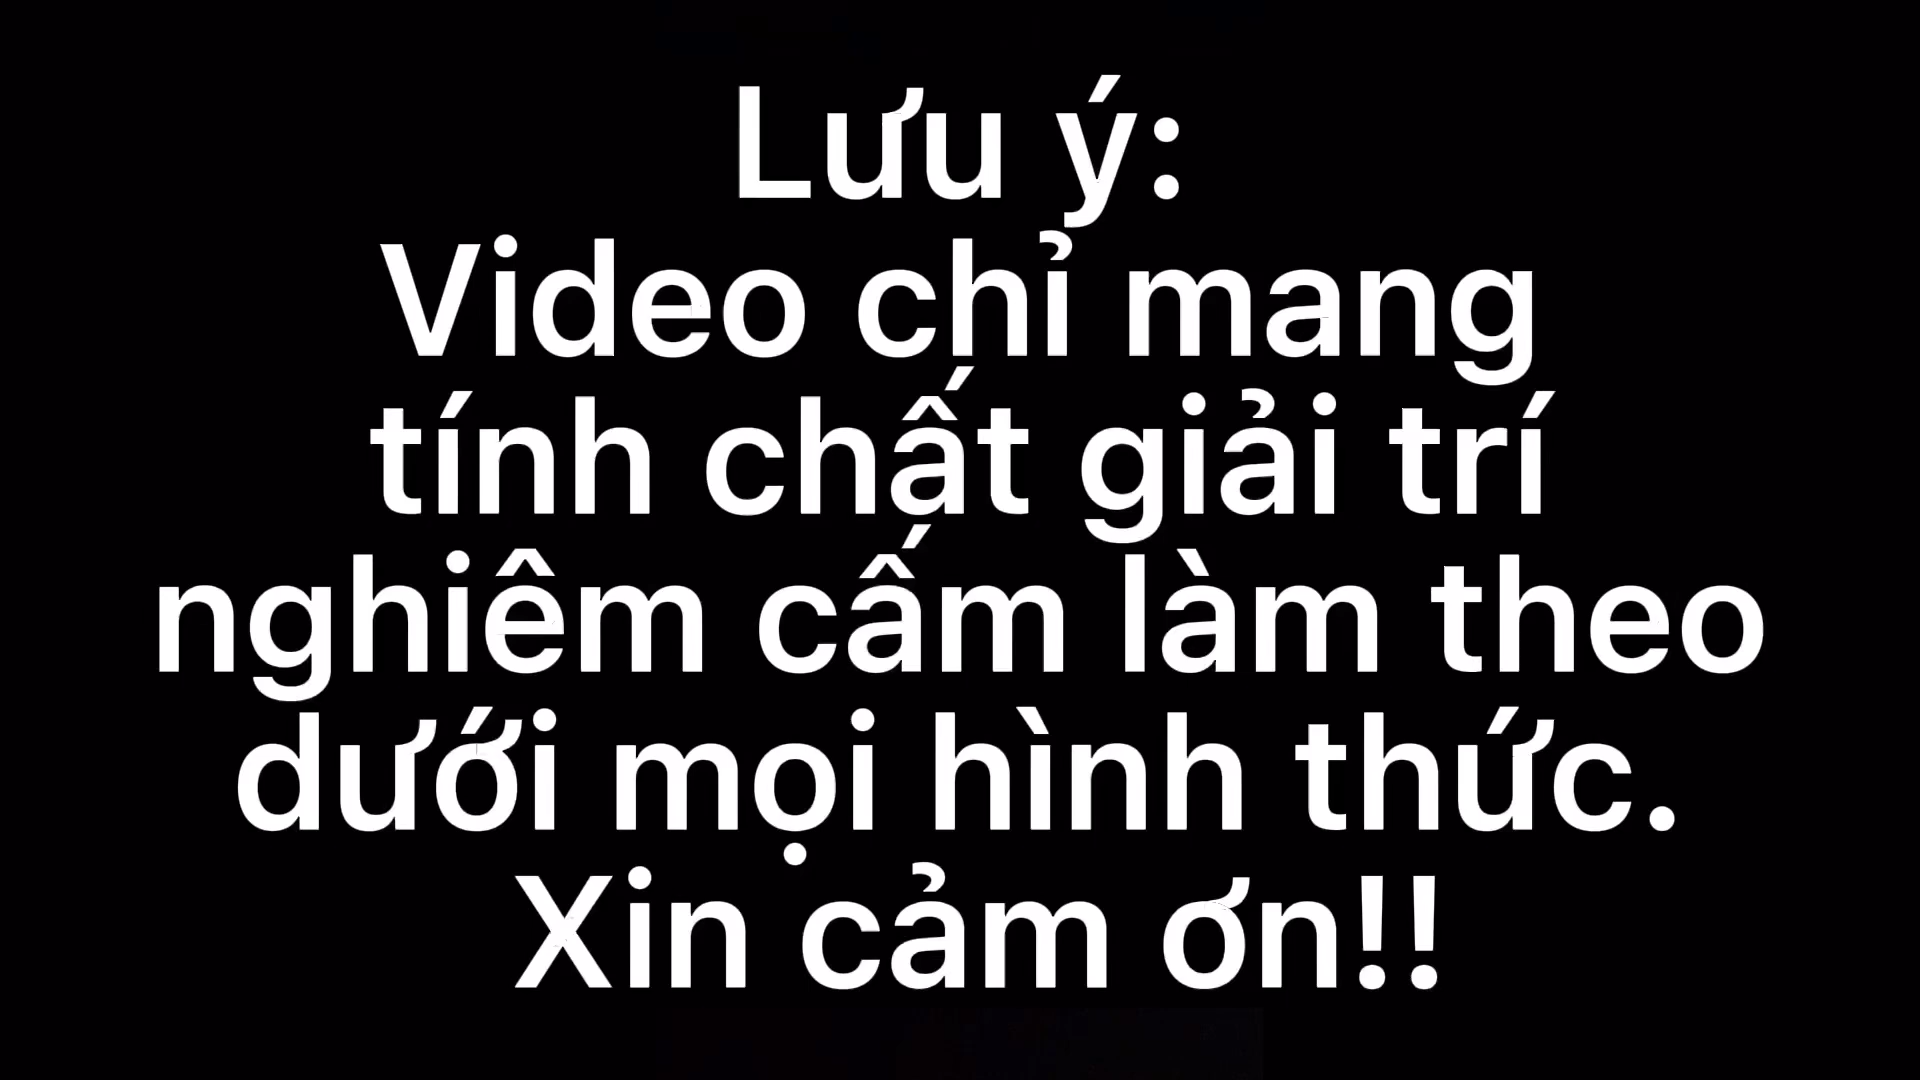 Lưu ý:
Video chỉ mang
tính chất giải trí
nghiêm cấm làm theo
dưới mọi hình thức.
Xin cảm ơn!!